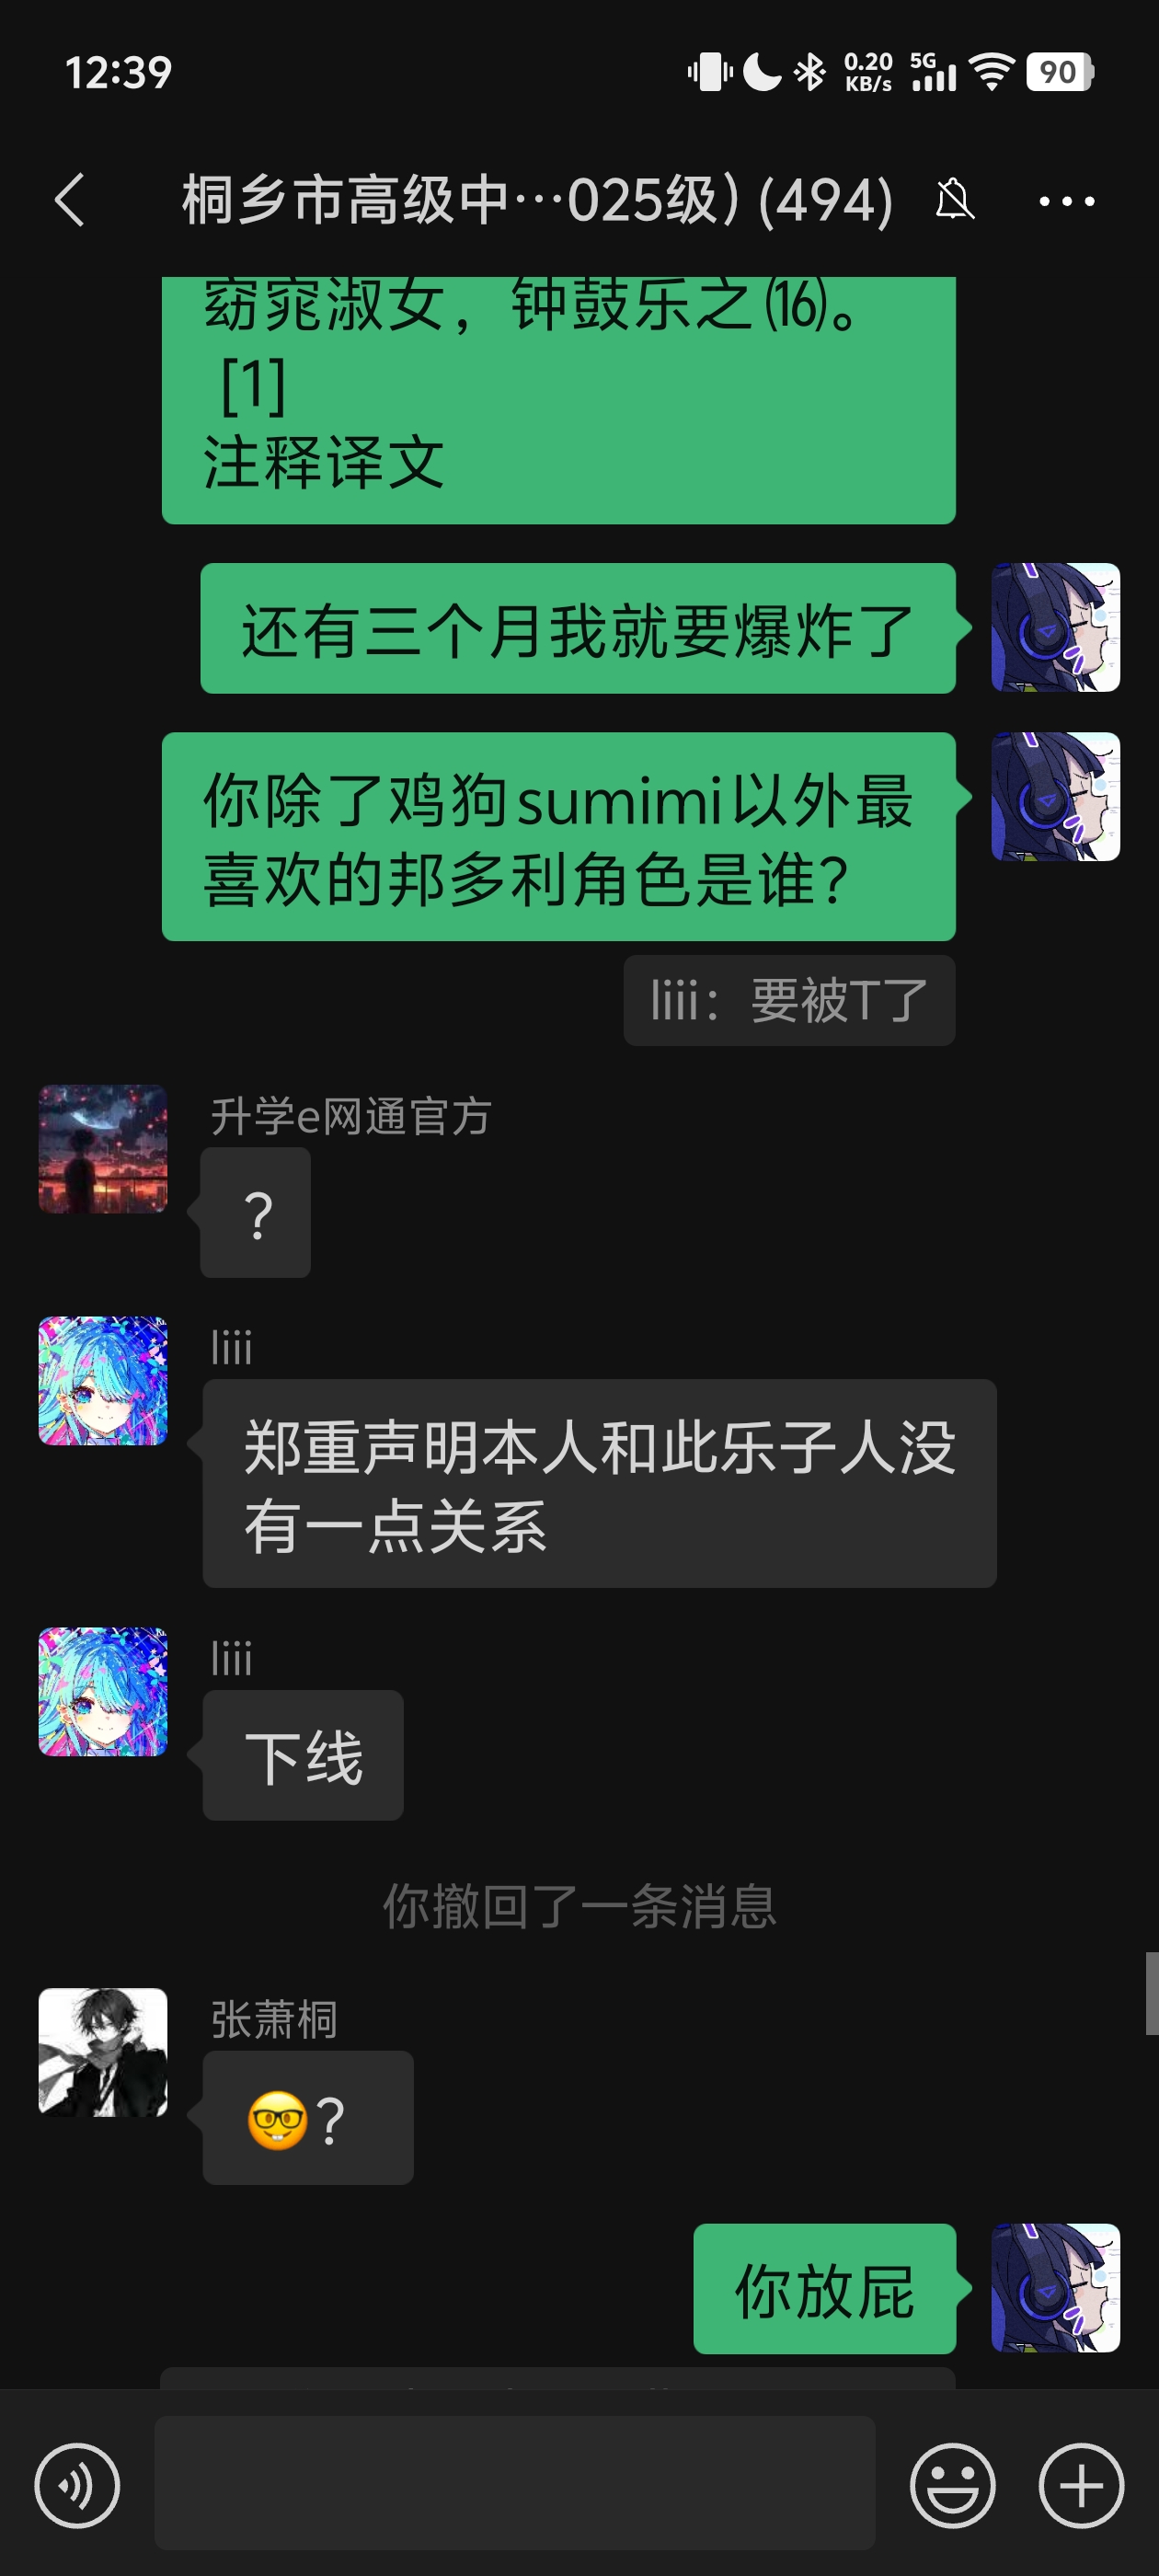 12:39
0.20
KB/s
5G
90
桐乡市高级中…025级) (494)
窈窕淑女，钟鼓乐之⒃。
[1]
注释译文
还有三个月我就要爆炸了
你除了鸡狗sumimi以外最
喜欢的邦多利角色是谁？
liii：要被T了
升学e网通官方
？
liii
郑重声明本人和此乐子人没
有一点关系
liii
下线
你撤回了一条消息
张萧桐
🤓？
你放屁